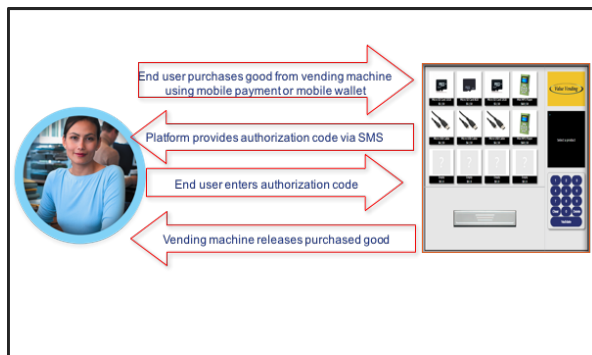 End user purchases good from vending machine
using mobile payment or mobile wallet
Platform provides authorization code via SMS
End user enters authorization code
Vending machine releases purchased good